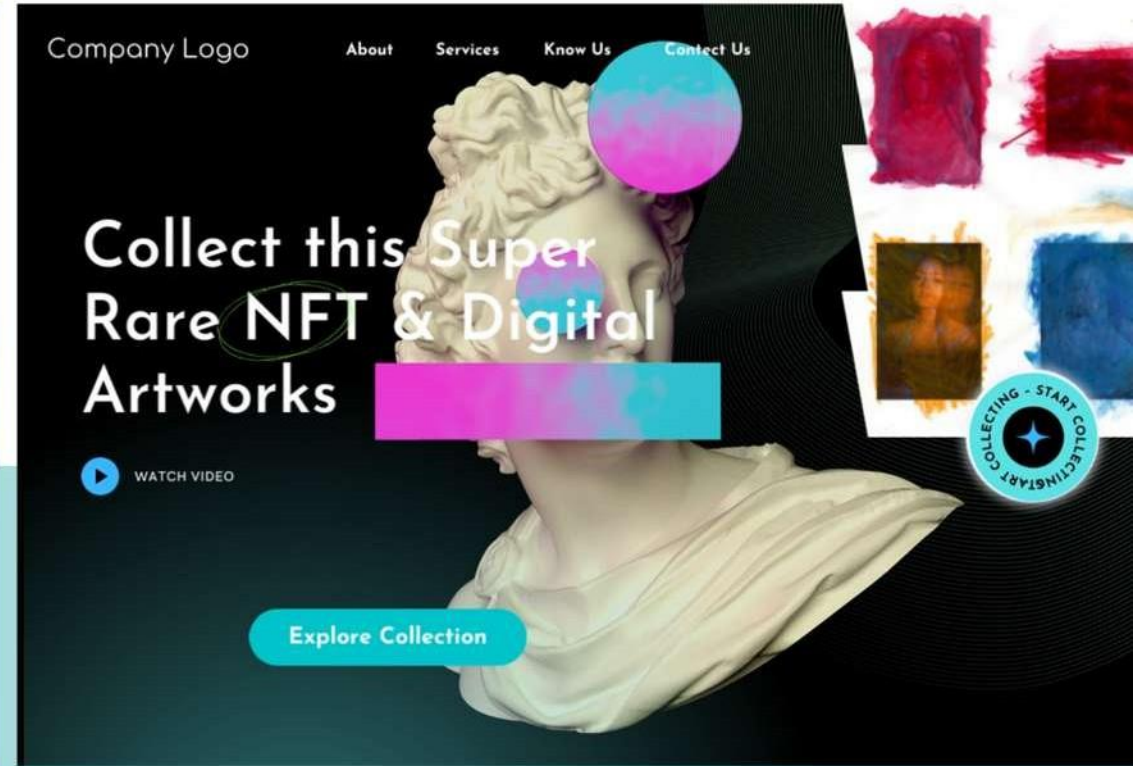 Company Logo
About
Services
Know Us
Contect Us
Collect this Super
Rare NFT & Digital
Artworks
WATCH VIDEO
Explore Collection
START COLLECTING - START COLLECTING